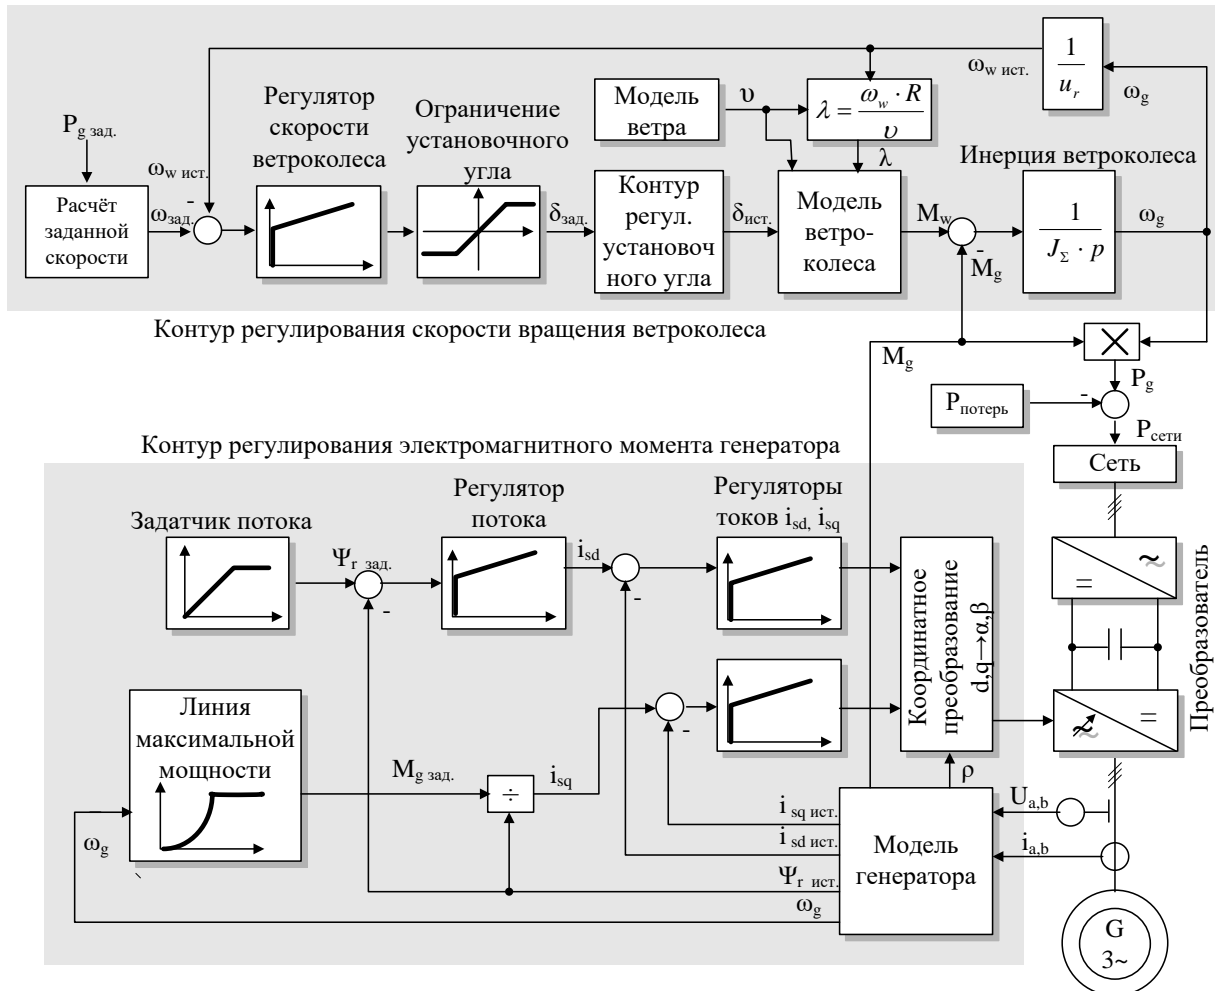 1
u_r
ω_w ист.
ω_g
P_g зад.
Регулятор
скорости
ветроколеса
Ограничение
установочного
угла
Модель
ветра
υ
λ = ω_w · R
υ
λ
Инерция ветроколеса
ω_w ист.
-
Расчёт
заданной
скорости
ω_зад.
δ_зад.
Контур
регул.
установоч
ного угла
δ_ист.
Модель
ветро-
колеса
M_w
-
M_g
1
J_Σ · p
ω_g
Контур регулирования скорости вращения ветроколеса
M_g
×
P_g
P_потерь
-
P_сети
Сеть
Контур регулирования электромагнитного момента генератора
Задатчик потока
Ψ_r зад.
-
Регулятор
потока
i_sd
-
Регуляторы
токов i_sd, i_sq
Координатное
преобразование
d,q→α,β
=
~
Преобразователь
≈
=
Линия
максимальной
мощности
ω_g
M_g зад.
÷
i_sq
-
ρ
i_sq ист.
i_sd ист.
Ψ_r ист.
ω_g
Модель
генератора
U_a,b
i_a,b
G
3~